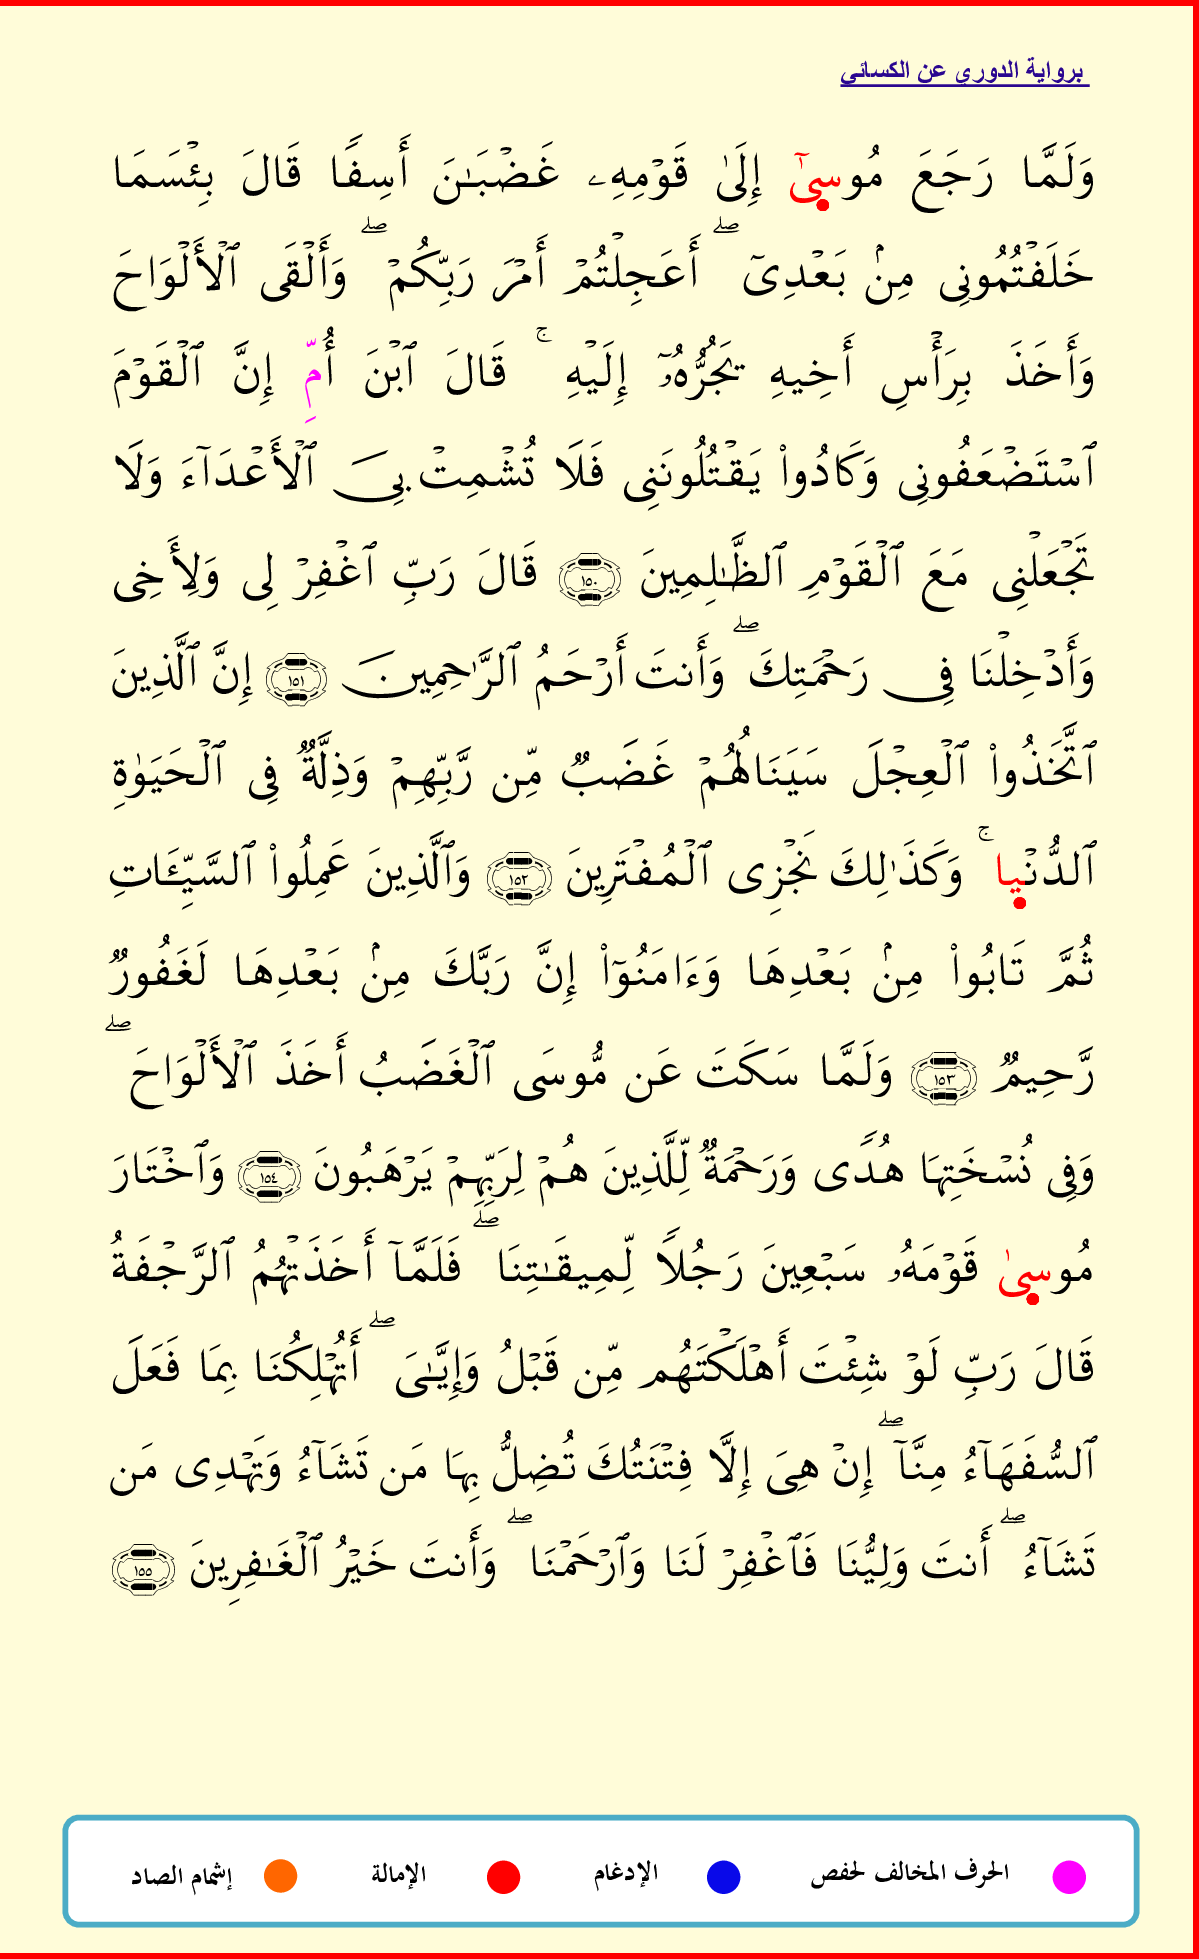 برواية الدوري عن الكسائي
وَلَمَّا رَجَعَ مُوسِىٰٓ إِلَىٰ قَوْمِهِۦ غَضْبَـٰنَ أَسِفًا قَالَ بِئْسَمَا
خَلَفْتُمُونِى مِنۢ بَعْدِىٓ ۖ أَعَجِلْتُمْ أَمْرَ رَبِّكُمْ ۖ وَأَلْقَى ٱلْأَلْوَاحَ
وَأَخَذَ بِرَأْسِ أَخِيهِ يَجُرُّهُۥٓ إِلَيْهِ ۚ قَالَ ٱبْنَ أُمِّ إِنَّ ٱلْقَوْمَ
ٱسْتَضْعَفُونِى وَكَادُوا۟ يَقْتُلُونَنِى فَلَا تُشْمِتْ بِىَ ٱلْأَعْدَآءَ وَلَا
تَجْعَلْنِى مَعَ ٱلْقَوْمِ ٱلظَّـٰلِمِينَ ١٥٠ قَالَ رَبِّ ٱغْفِرْ لِى وَلِأَخِى
وَأَدْخِلْنَا فِى رَحْمَتِكَ ۖ وَأَنتَ أَرْحَمُ ٱلرَّٰحِمِينَ ١٥١ إِنَّ ٱلَّذِينَ
ٱتَّخَذُوا۟ ٱلْعِجْلَ سَيَنَالُهُمْ غَضَبٌ مِّن رَّبِّهِمْ وَذِلَّةٌ فِى ٱلْحَيَوٰةِ
ٱلدُّنْيِا ۚ وَكَذَٰلِكَ نَجْزِى ٱلْمُفْتَرِينَ ١٥٢ وَٱلَّذِينَ عَمِلُوا۟ ٱلسَّيِّـَٔاتِ
ثُمَّ تَابُوا۟ مِنۢ بَعْدِهَا وَءَامَنُوٓا۟ إِنَّ رَبَّكَ مِنۢ بَعْدِهَا لَغَفُورٌ
رَّحِيمٌ ١٥٣ وَلَمَّا سَكَتَ عَن مُّوسَى ٱلْغَضَبُ أَخَذَ ٱلْأَلْوَاحَ ۖ
وَفِى نُسْخَتِهَا هُدًى وَرَحْمَةٌ لِّلَّذِينَ هُمْ لِرَبِّهِمْ يَرْهَبُونَ ١٥٤ وَٱخْتَارَ
مُوسِىٰ قَوْمَهُۥ سَبْعِينَ رَجُلًا لِّمِيقَـٰتِنَا ۖ فَلَمَّآ أَخَذَتْهُمُ ٱلرَّجْفَةُ
قَالَ رَبِّ لَوْ شِئْتَ أَهْلَكْتَهُم مِّن قَبْلُ وَإِيَّـٰىَ ۖ أَتُهْلِكُنَا بِمَا فَعَلَ
ٱلسُّفَهَآءُ مِنَّآ ۖ إِنْ هِىَ إِلَّا فِتْنَتُكَ تُضِلُّ بِهَا مَن تَشَآءُ وَتَهْدِى مَن
تَشَآءُ ۖ أَنتَ وَلِيُّنَا فَٱغْفِرْ لَنَا وَٱرْحَمْنَا ۖ وَأَنتَ خَيْرُ ٱلْغَـٰفِرِينَ ١٥٥
الحرف المخالف لحفص الإدغام الإمالة إشمام الصاد